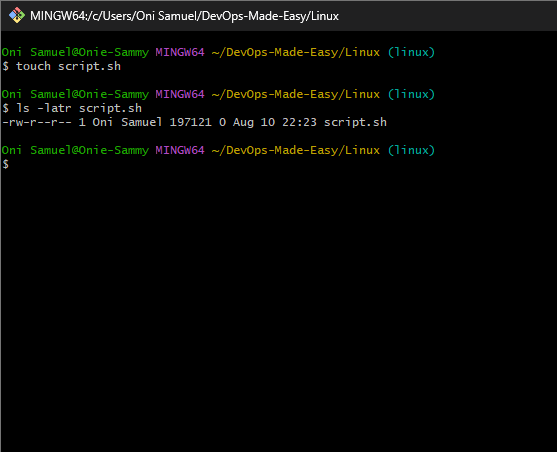 MINGW64:/c/Users/Oni Samuel/DevOps-Made-Easy/Linux
Oni Samuel@Onie-Sammy MINGW64 ~/DevOps-Made-Easy/Linux (linux)
$ touch script.sh
Oni Samuel@Onie-Sammy MINGW64 ~/DevOps-Made-Easy/Linux (linux)
$ ls -latr script.sh
-rw-r--r-- 1 Oni Samuel 197121 0 Aug 10 22:23 script.sh
Oni Samuel@Onie-Sammy MINGW64 ~/DevOps-Made-Easy/Linux (linux)
$